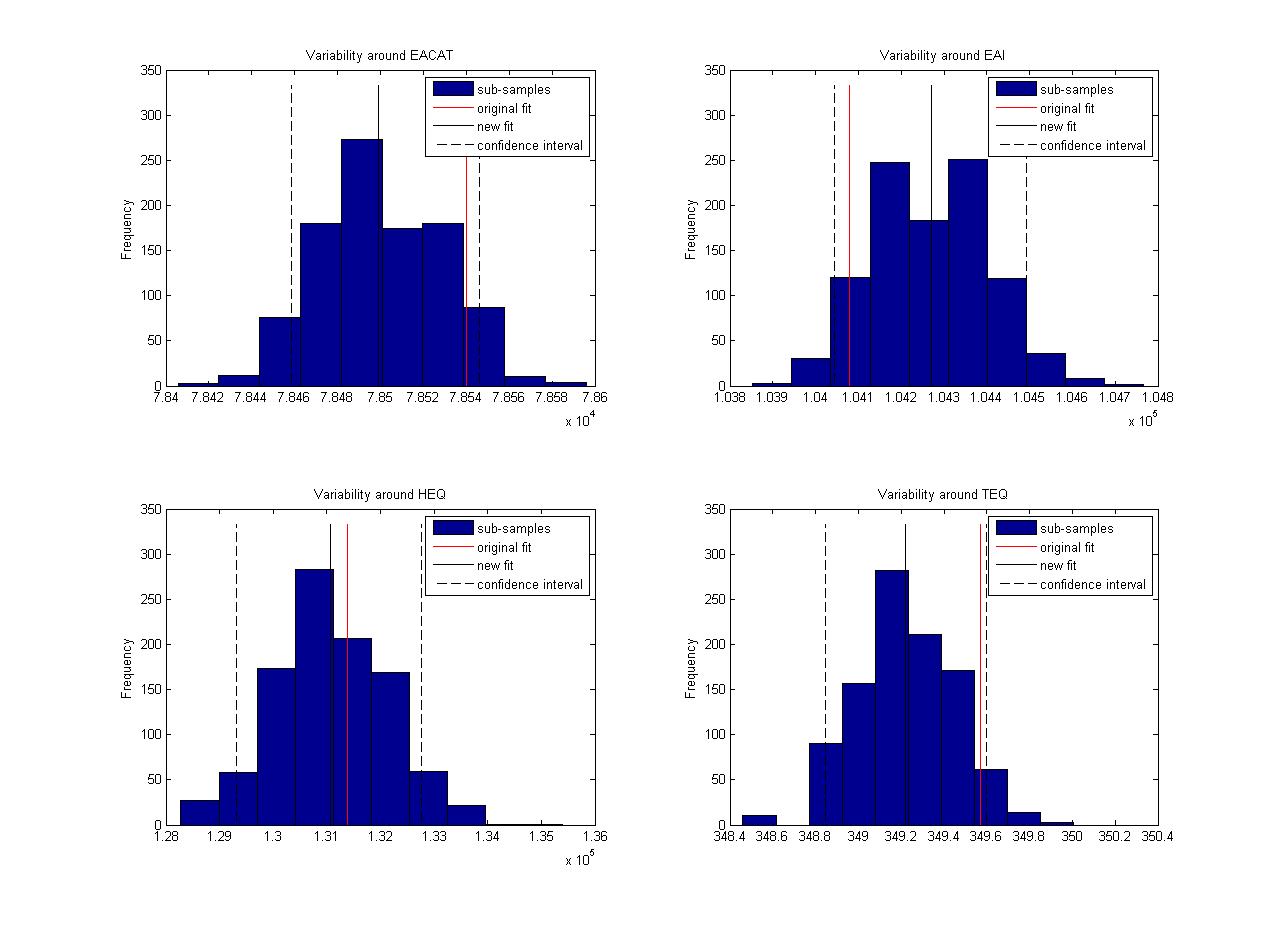 Variability around EACAT
350
300
250
200
150
100
50
0
Frequency
sub-samples
original fit
new fit
confidence interval
7.84 7.842 7.844 7.846 7.848 7.85 7.852 7.854 7.856 7.858 7.86
x 10^4
Variability around EAI
350
300
250
200
150
100
50
0
Frequency
sub-samples
original fit
new fit
confidence interval
1.038 1.039 1.04 1.041 1.042 1.043 1.044 1.045 1.046 1.047 1.048
x 10^5
Variability around HEQ
350
300
250
200
150
100
50
0
Frequency
sub-samples
original fit
new fit
confidence interval
1.28 1.29 1.3 1.31 1.32 1.33 1.34 1.35 1.36
x 10^5
Variability around TEQ
350
300
250
200
150
100
50
0
Frequency
sub-samples
original fit
new fit
confidence interval
348.4 348.6 348.8 349 349.2 349.4 349.6 349.8 350 350.2 350.4